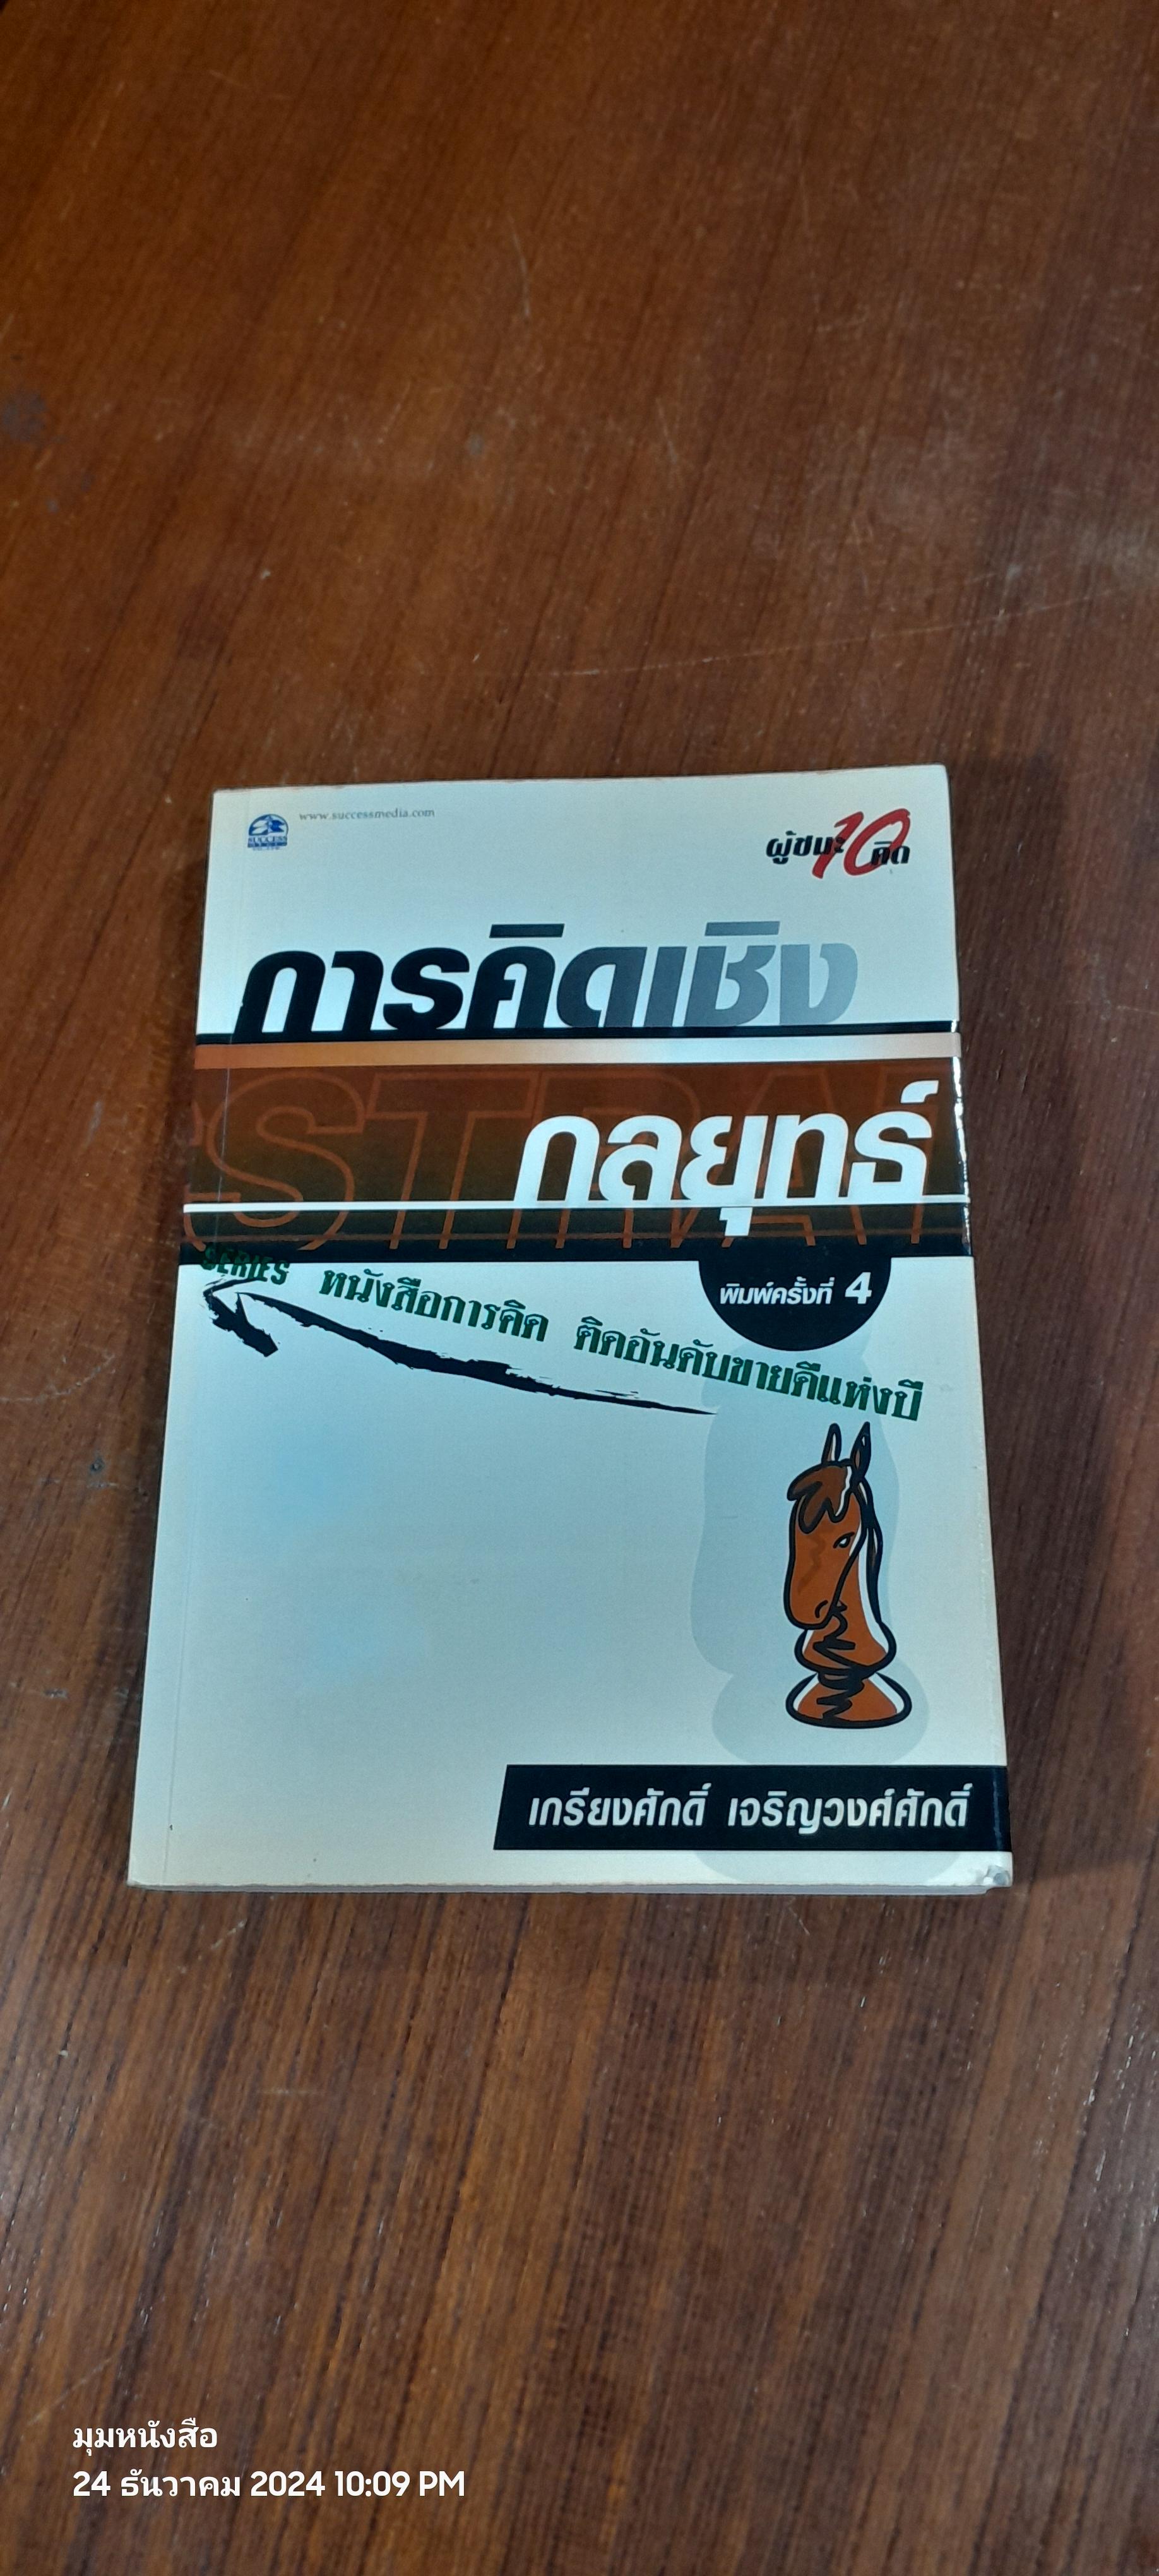 SUCCESS
www.successmedia.com
ผู้ชนะ10คิด
การคิดเชิง
STRAT
กลยุทธ์
พิมพ์ครั้งที่ 4
SERIES หนังสือการคิด ติดอันดับขายดีแห่งปี
เกรียงศักดิ์ เจริญวงศ์ศักดิ์
มุมหนังสือ
24 ธันวาคม 2024 10:09 PM